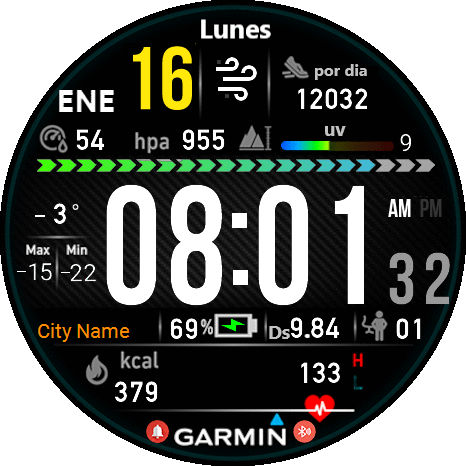 Lunes
ENE 16
por dia
12032
54 hpa 955
uv
9
-3°
08:01
AM PM
Max Min
-15 -22
32
City Name 69% Ds9.84 01
kcal
379
133 H
L
GARMIN